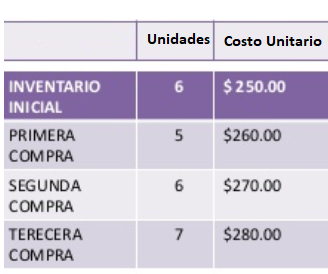 Unidades Costo Unitario
INVENTARIO INICIAL 6 $ 250.00
PRIMERA COMPRA 5 $260.00
SEGUNDA COMPRA 6 $270.00
TERECERA COMPRA 7 $280.00